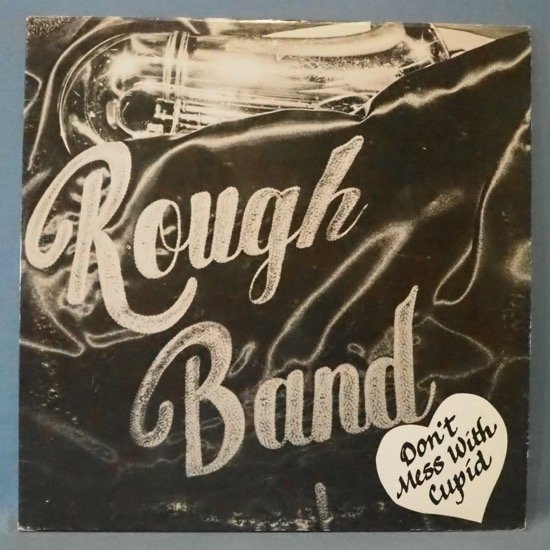 Rough
Band
Don't
Mess With
Cupid